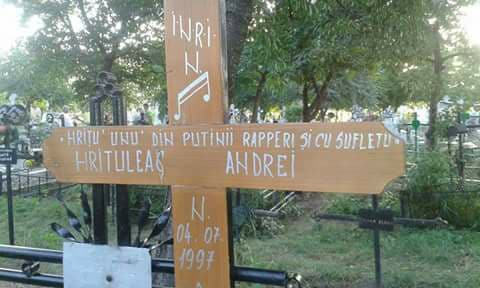 INRI-
N
HRITU' UNU' DIN PUTINII RAPPERI ȘI CU SUFLETU
HRITULEAȘ ANDREI
N.
04.07.
1997